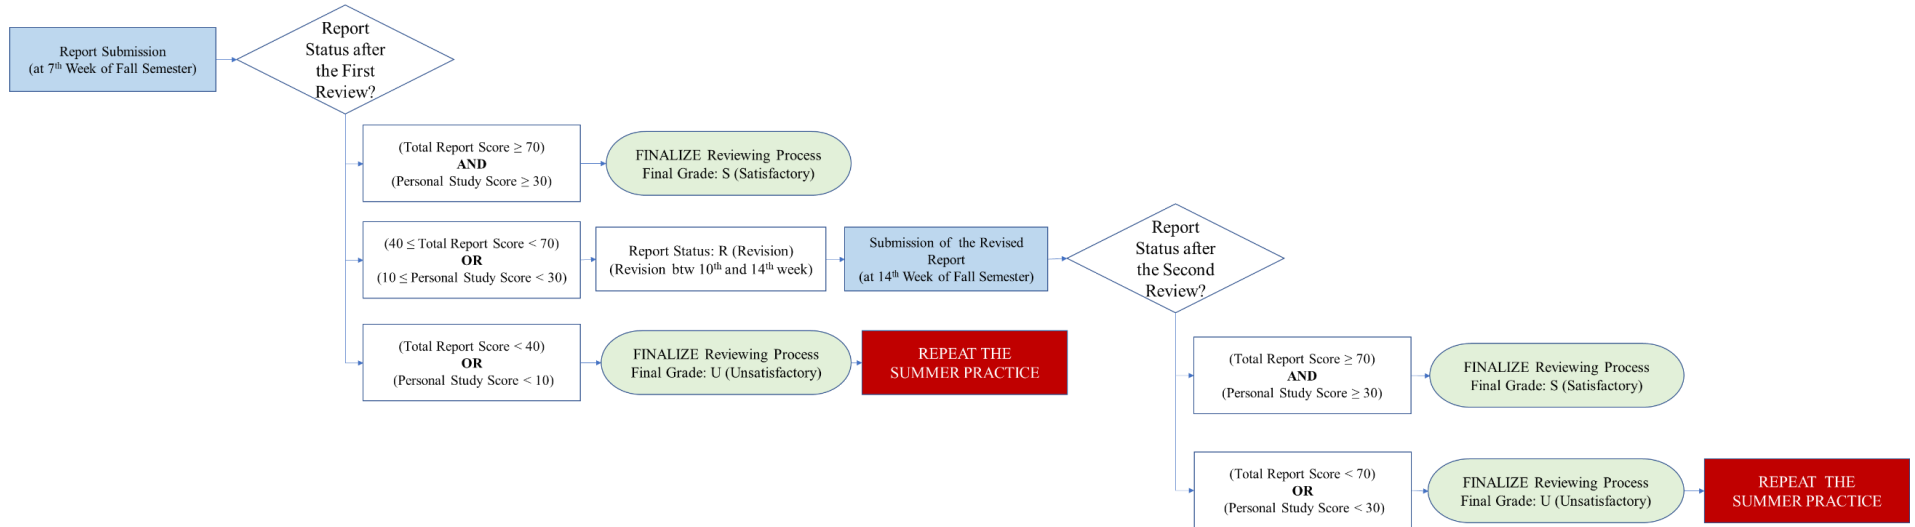 Report Submission
(at 7th Week of Fall Semester)
Report
Status after
the First
Review?
(Total Report Score ≥ 70)
AND
(Personal Study Score ≥ 30)
FINALIZE Reviewing Process
Final Grade: S (Satisfactory)
(40 ≤ Total Report Score < 70)
OR
(10 ≤ Personal Study Score < 30)
Report Status: R (Revision)
(Revision btw 10th and 14th week)
Submission of the Revised
Report
(at 14th Week of Fall Semester)
Report
Status after
the Second
Review?
(Total Report Score < 40)
OR
(Personal Study Score < 10)
FINALIZE Reviewing Process
Final Grade: U (Unsatisfactory)
REPEAT THE
SUMMER PRACTICE
(Total Report Score ≥ 70)
AND
(Personal Study Score ≥ 30)
FINALIZE Reviewing Process
Final Grade: S (Satisfactory)
(Total Report Score < 70)
OR
(Personal Study Score < 30)
FINALIZE Reviewing Process
Final Grade: U (Unsatisfactory)
REPEAT THE
SUMMER PRACTICE